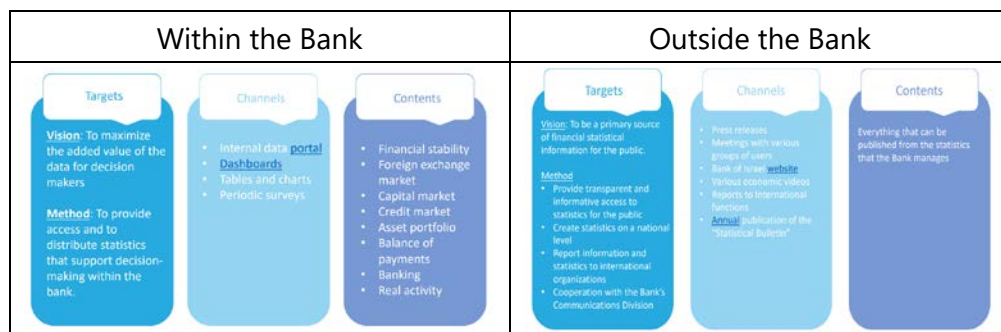 Within the Bank
Targets
Vision: To maximize
the added value of the
data for decision
makers
Method: To provide
access and to
distribute statistics
that support decision-
making within the
bank.
Channels
• Internal data portal
• Dashboards
• Tables and charts
• Periodic surveys
Contents
• Financial stability
• Foreign exchange
market
• Capital market
• Credit market
• Asset portfolio
• Balance of
payments
• Banking
• Real activity
Outside the Bank
Targets
Vision: To be a primary source
of financial statistical
information for the public.
Method
• Provide transparent and
informative access to
statistics for the public
• Create statistics on a national
level
• Report information and
statistics to international
organizations
• Cooperation with the Bank's
Communications Division
Channels
• Press releases
• Meetings with various
groups of users
• Bank of Israel website
• Various economic videos
• Reports to international
functions
• Annual publication of the
"Statistical Bulletin"
Contents
Everything that can be
published from the statistics
that the Bank manages